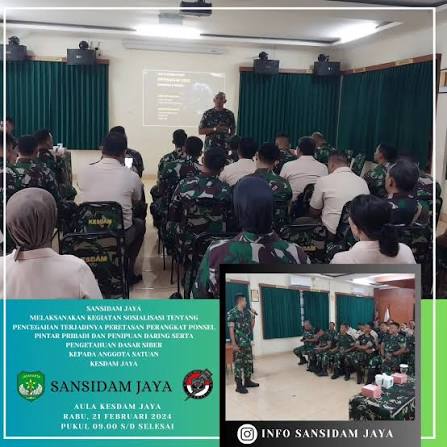 SANSIDAM JAYA
MELAKSANAKAN KEGIATAN SOSIALISASI TENTANG
PENCEGAHAN TERJADINYA PERETASAN PERANGKAT PONSEL
PINTAR PRIBADI DAN PENIPUAN DARING SERTA
PENGETAHUAN DASAR SIBER
KEPADA ANGGOTA SATUAN
KESDAM JAYA
SANSIDAM JAYA
AULA KESDAM JAYA
RABU, 21 FEBRUARI 2024
PUKUL 09.00 S/D SELESAI
INFO SANSIDAM JAYA
KESDAM
KESDAM
KESDAM